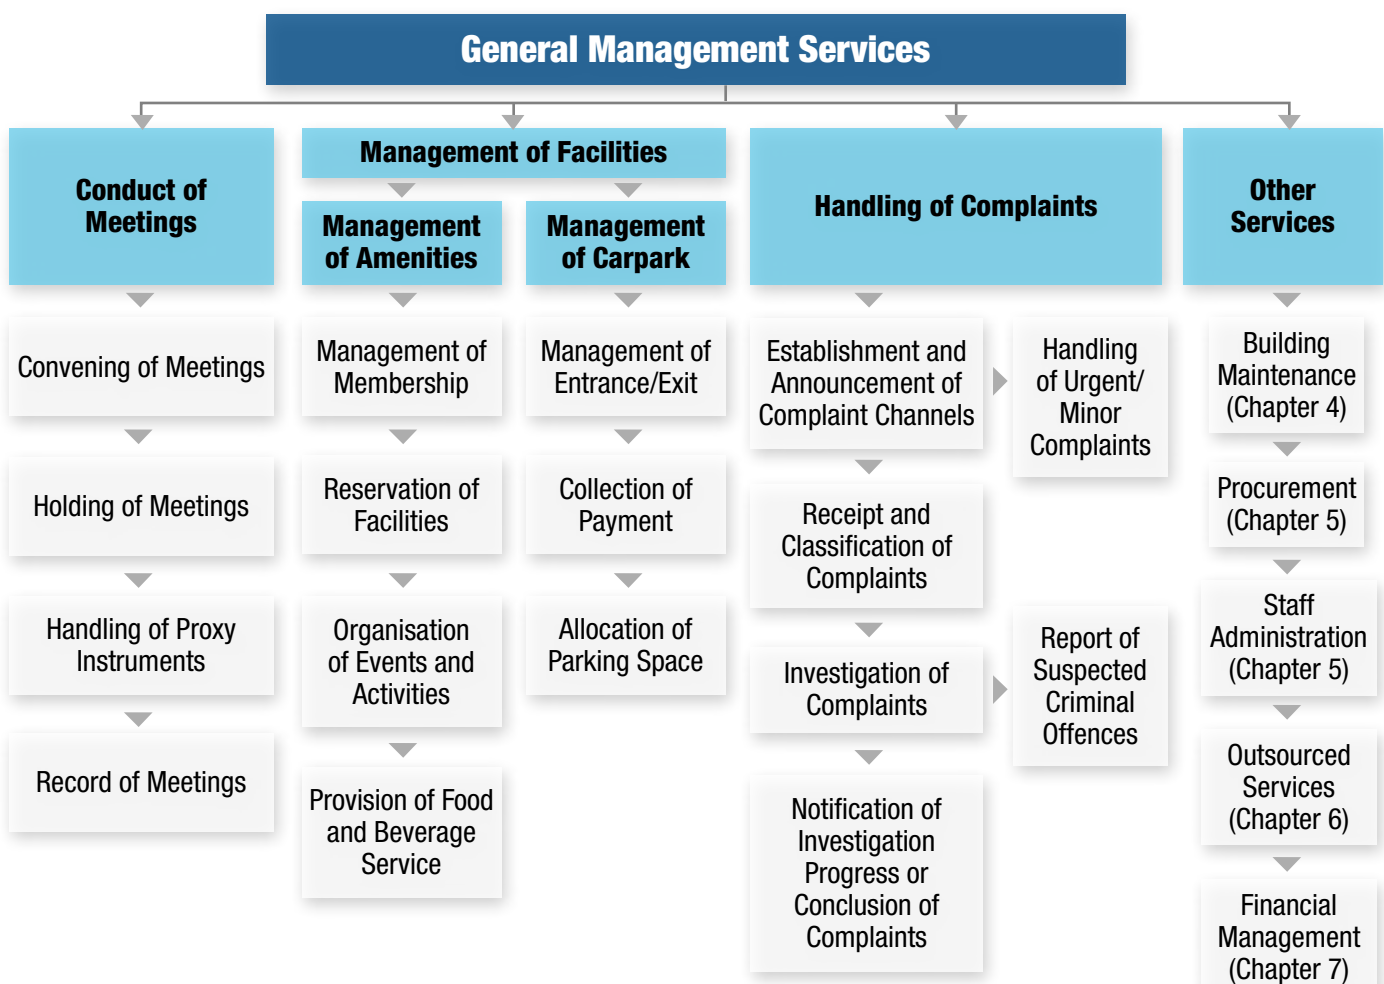 General Management Services
Conduct of
Meetings
Convening of Meetings
Holding of Meetings
Handling of Proxy
Instruments
Record of Meetings
Management of Facilities
Management
of Amenities
Management of
Membership
Reservation of
Facilities
Organisation
of Events and
Activities
Provision of Food
and Beverage
Service
Management
of Carpark
Management of
Entrance/Exit
Collection of
Payment
Allocation of
Parking Space
Handling of Complaints
Establishment and
Announcement of
Complaint Channels
Handling
of Urgent/
Minor
Complaints
Receipt and
Classification of
Complaints
Investigation of
Complaints
Report of
Suspected
Criminal
Offences
Notification of
Investigation
Progress or
Conclusion of
Complaints
Other
Services
Building
Maintenance
(Chapter 4)
Procurement
(Chapter 5)
Staff
Administration
(Chapter 5)
Outsourced
Services
(Chapter 6)
Financial
Management
(Chapter 7)